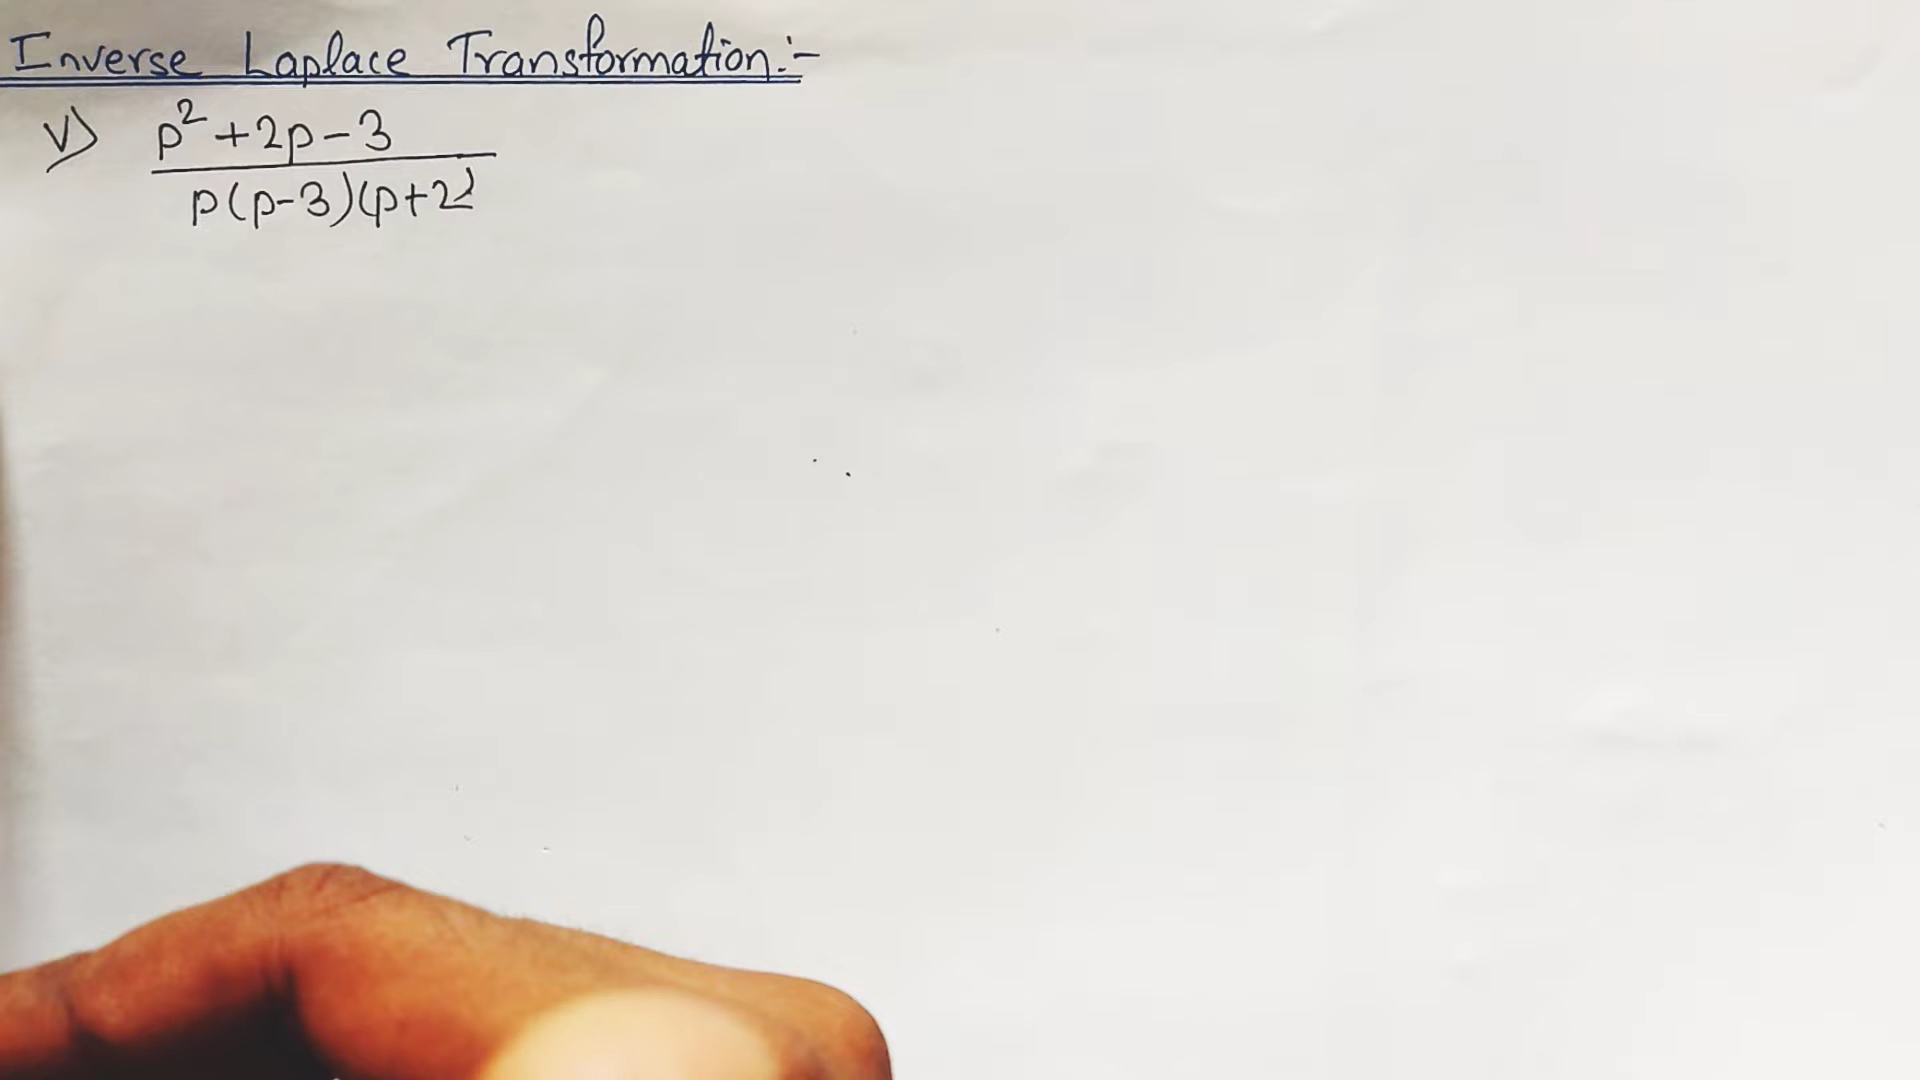 Inverse Laplace Transformation:-
V) p² + 2p - 3
p(p-3)(p+2)